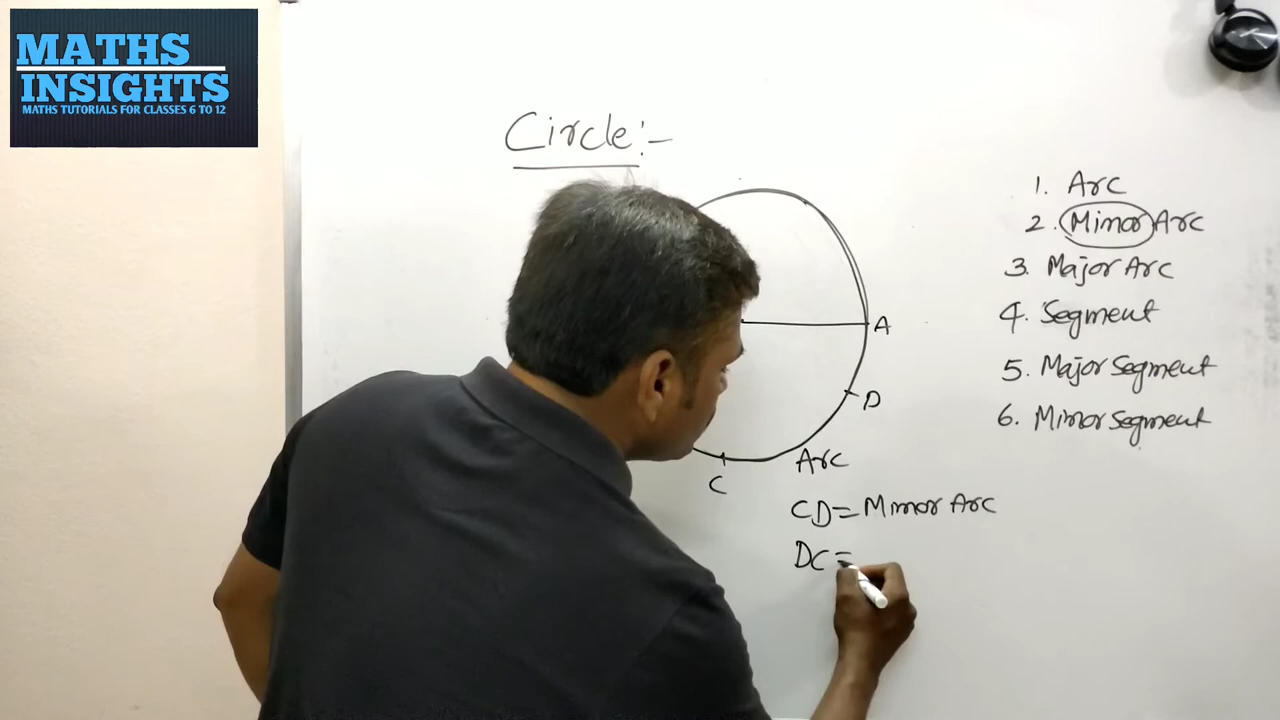 MATHS
INSIGHTS
MATHS TUTORIALS FOR CLASSES 6 TO 12
Circle:-
1. Arc
2. Minor Arc
3. Major Arc
4. Segment
5. Major Segment
6. Minor Segment
A
D
Arc
C
CD = Minor Arc
DC =